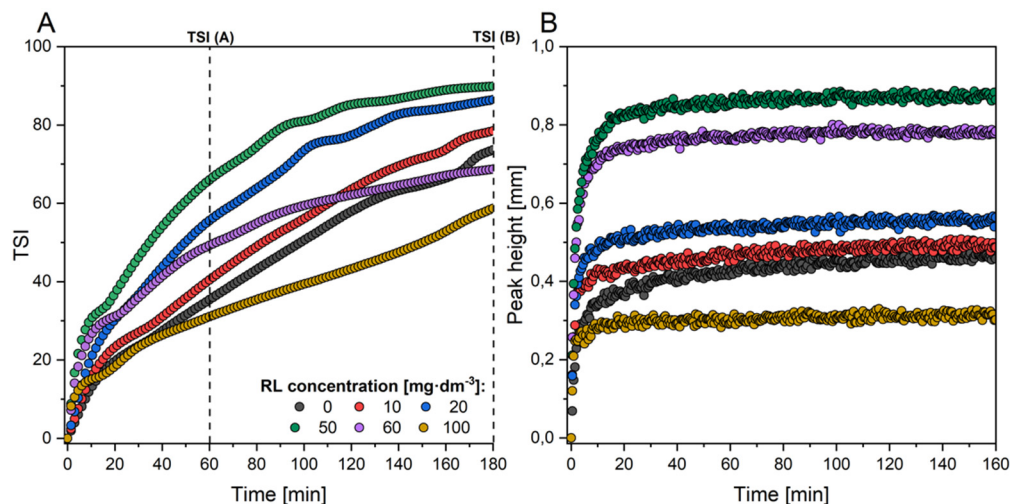 A
TSI (A)
TSI (B)
100
80
60
40
20
0
TSI
RL concentration [mg·dm⁻³]:
0 10 20
50 60 100
0 20 40 60 80 100 120 140 160 180
Time [min]
B
1,0
0,8
0,6
0,4
0,2
0,0
Peak height [mm]
0 20 40 60 80 100 120 140 160
Time [min]